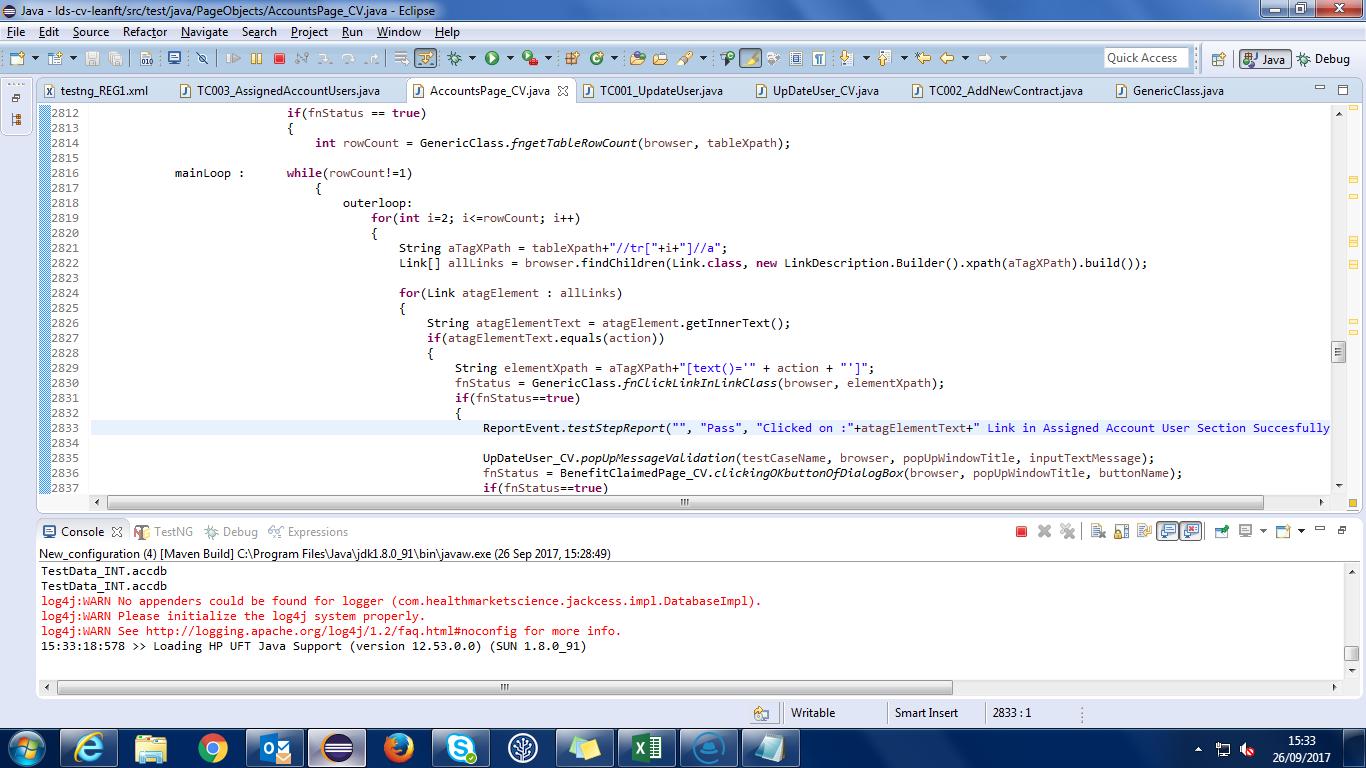 Java - lds-cv-leanft/src/test/java/PageObjects/AccountsPage_CV.java - Eclipse
File Edit Source Refactor Navigate Search Project Run Window Help
Quick Access Java Debug
testng_REG1.xml TC003_AssignedAccountUsers.java AccountsPage_CV.java TC001_UpdateUser.java UpDateUser_CV.java TC002_AddNewContract.java GenericClass.java
2812 if(fnStatus == true)
2813 {
2814 int rowCount = GenericClass.fngetTableRowCount(browser, tableXpath);
2815
2816 mainLoop : while(rowCount!=1)
2817 {
2818 outerloop:
2819 for(int i=2; i<=rowCount; i++)
2820 {
2821 String aTagXPath = tableXpath+"//tr["+i+"]//a";
2822 Link[] allLinks = browser.findChildren(Link.class, new LinkDescription.Builder().xpath(aTagXPath).build());
2823
2824 for(Link atagElement : allLinks)
2825 {
2826 String atagElementText = atagElement.getInnerText();
2827 if(atagElementText.equals(action))
2828 {
2829 String elementXpath = aTagXPath+"[text()='" + action + "']";
2830 fnStatus = GenericClass.fnClickLinkInLinkClass(browser, elementXpath);
2831 if(fnStatus==true)
2832 {
2833 ReportEvent.testStepReport("", "Pass", "Clicked on :"+atagElementText+" Link in Assigned Account User Section Succesfully
2834
2835 UpDateUser_CV.popUpMessageValidation(testCaseName, browser, popUpWindowTitle, inputTextMessage);
2836 fnStatus = BenefitClaimedPage_CV.clickingOKbuttonOfDialogBox(browser, popUpWindowTitle, buttonName);
2837 if(fnStatus==true)
Console TestNG Debug Expressions
New_configuration (4) [Maven Build] C:\Program Files\Java\jdk1.8.0_91\bin\javaw.exe (26 Sep 2017, 15:28:49)
TestData_INT.accdb
TestData_INT.accdb
log4j:WARN No appenders could be found for logger (com.healthmarketscience.jackcess.impl.DatabaseImpl).
log4j:WARN Please initialize the log4j system properly.
log4j:WARN See http://logging.apache.org/log4j/1.2/faq.html#noconfig for more info.
15:33:18:578 >> Loading HP UFT Java Support (version 12.53.0.0) (SUN 1.8.0_91)
Writable Smart Insert 2833 : 1
15:33
26/09/2017